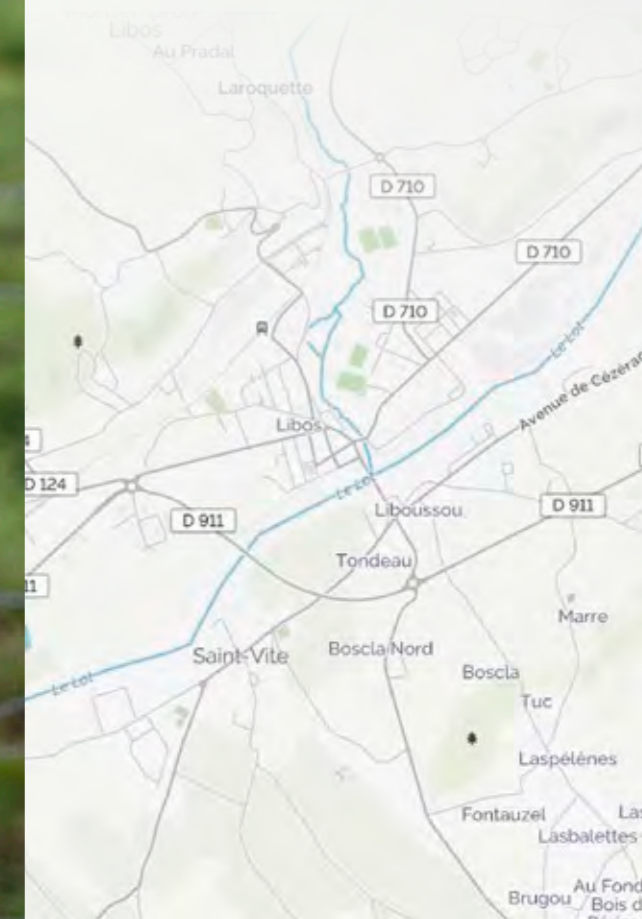 Libos
Au Pradal
Laroquette
D 710
D 710
D 710
Le Lot
Avenue de Cézerac
Libos
D 124
Le Lot
Liboussou
D 911
D 911
Tondeau
Marre
Saint-Vite
Boscla Nord
Boscla
Le Lot
Tuc
Laspélènes
Fontauzel
Lasbalettes
Au Fond
Brugou
Bois d